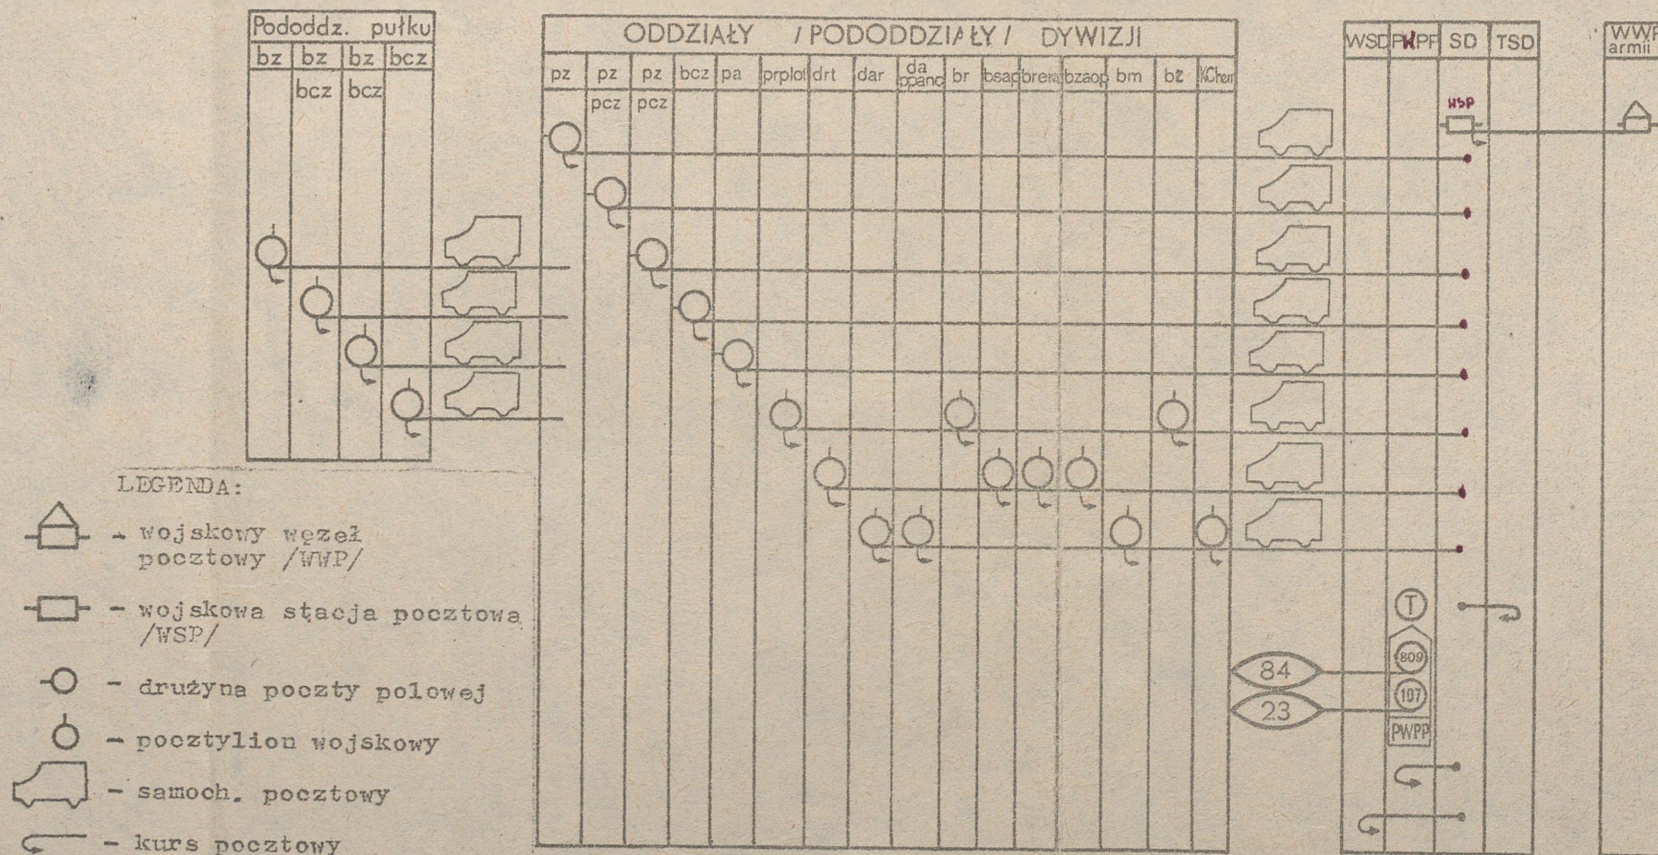 Pododdz. pułku
bz bz bz bcz
bcz bcz
ODDZIAŁY /PODODDZIAŁY/ DYWIZJI
pz pz pz bcz pa prplot drt dar da ppanc br bsap brem bzaop bm bł KChem
pcz pcz
WSD PWPP SD TSD
WWP
armii
WSP
T
809
84
107
23
PWPP
LEGENDA:
- wojskowy węzeł
pocztowy /WWP/
- wojskowa stacja pocztowa
/WSP/
- drużyna poczty polowej
- pocztylion wojskowy
- samoch. pocztowy
- kurs pocztowy